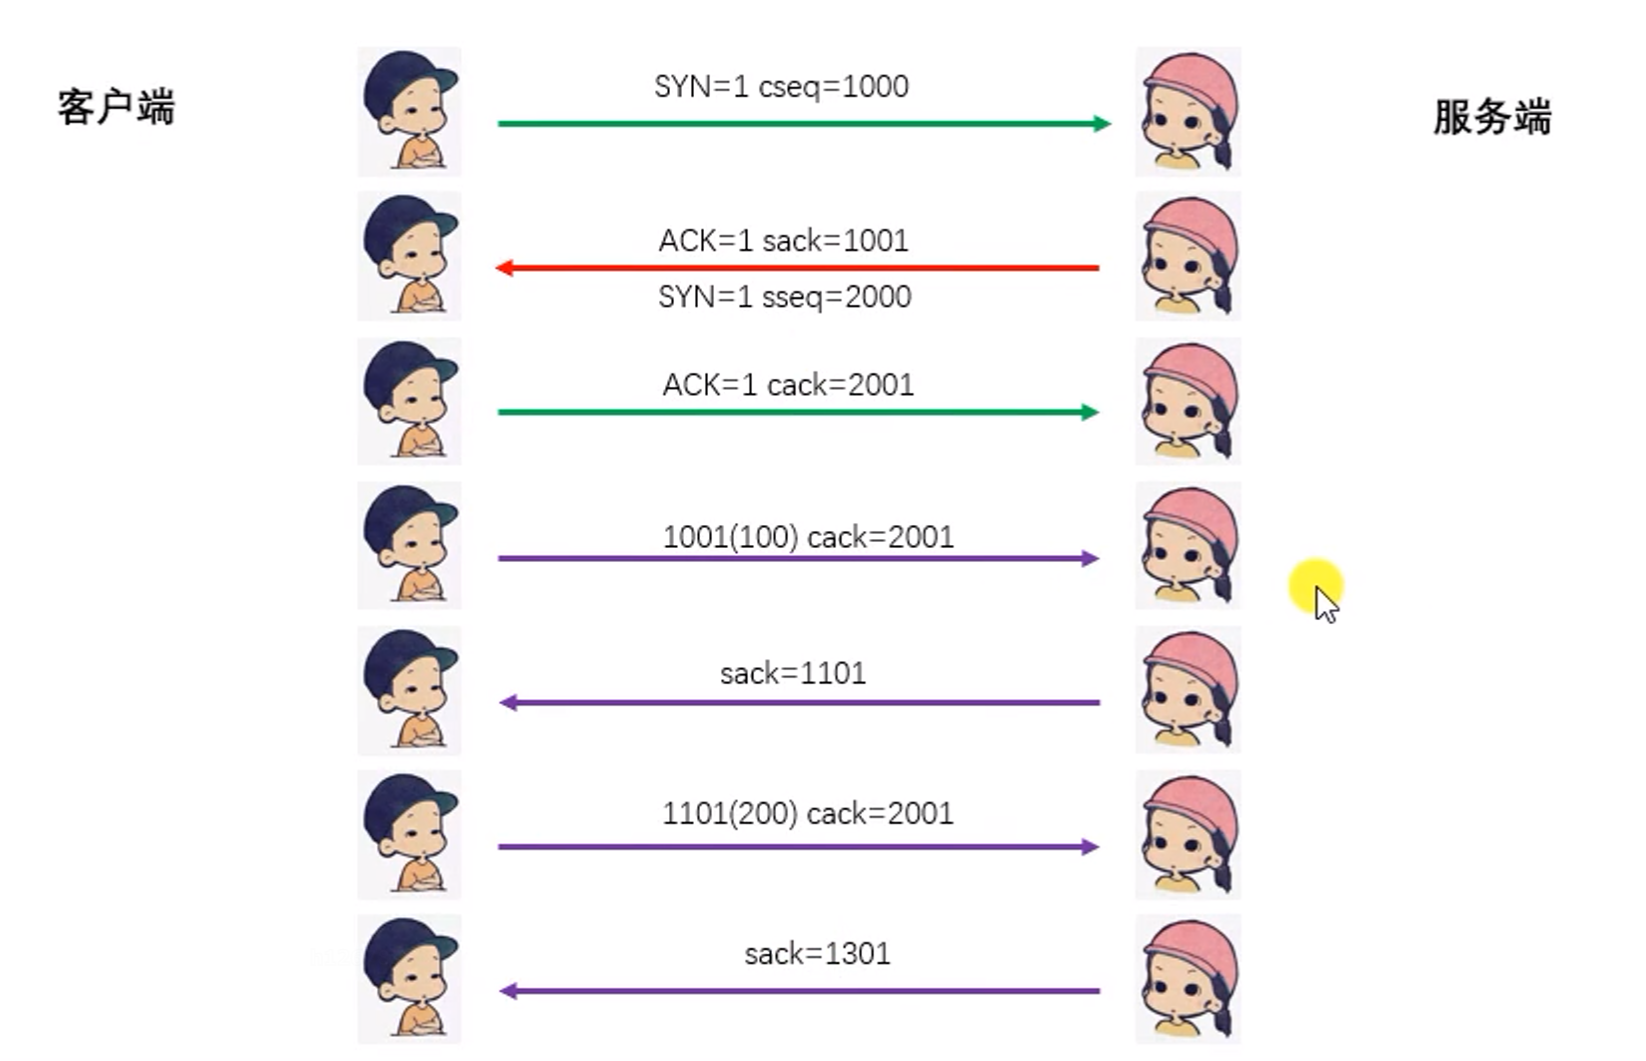 客户端
服务端
SYN=1 cseq=1000
ACK=1 sack=1001
SYN=1 sseq=2000
ACK=1 cack=2001
1001(100) cack=2001
sack=1101
1101(200) cack=2001
sack=1301